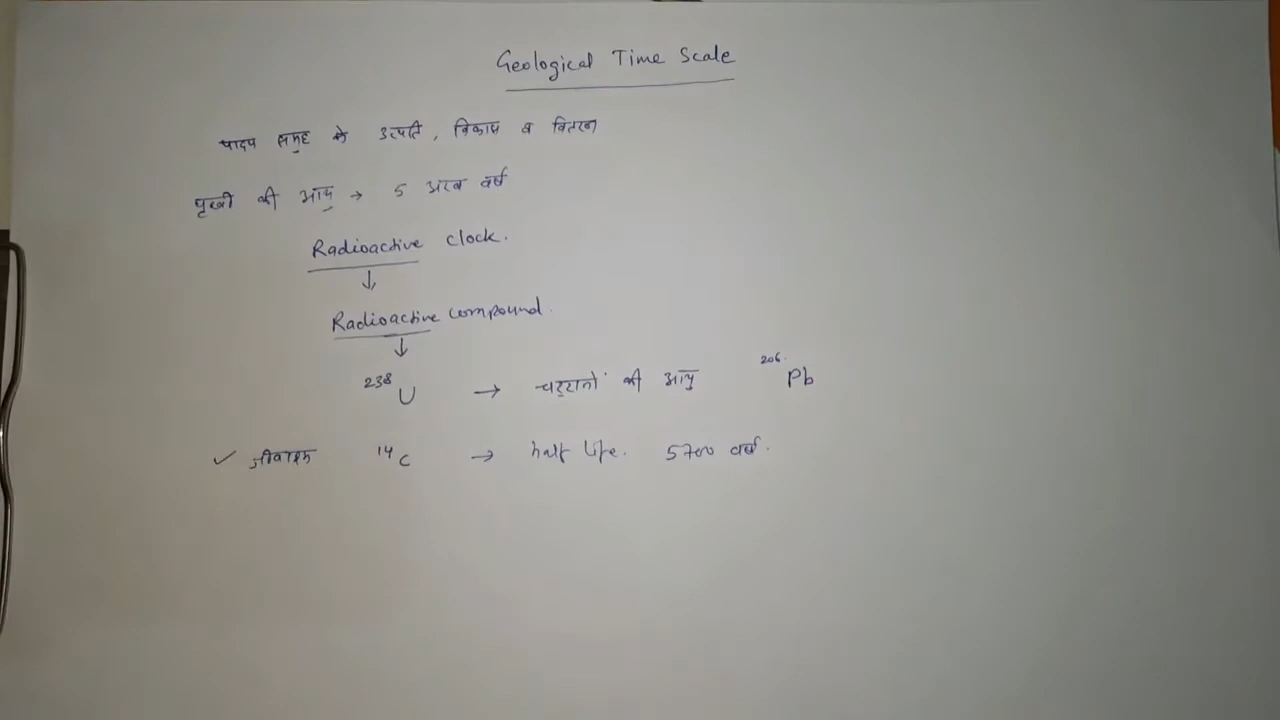 Geological Time Scale
पादप समूह के उत्पति, विकास व वितरण
पृथ्वी की आयु → 5 अरब वर्ष
Radioactive clock.
↓
Radioactive compound.
↓
²³⁸U → चट्टानों की आयु ²⁰⁶Pb
✓ जीवाश्म ¹⁴C → half life. 5700 वर्ष.